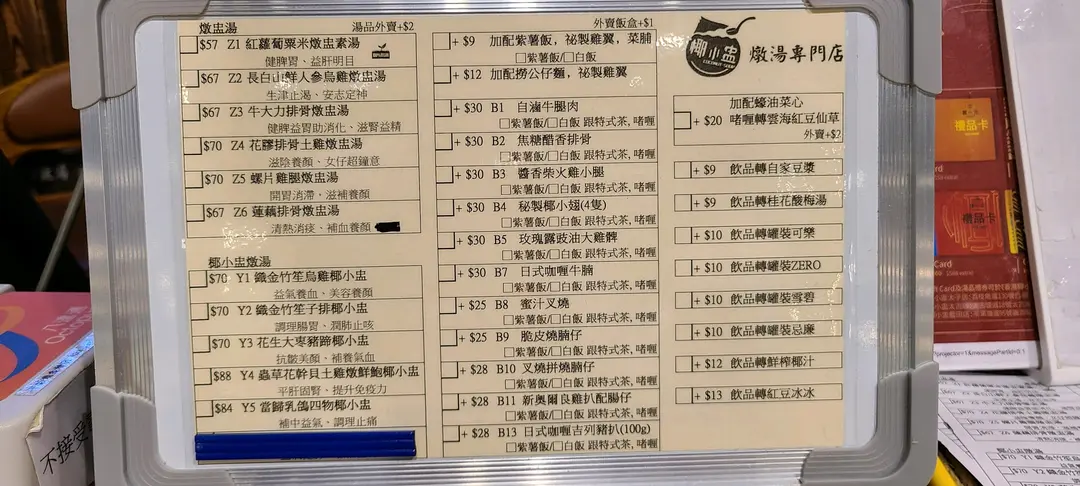 燉盅湯 湯品外賣+$2
$57 Z1 紅蘿蔔粟米燉盅素湯
健脾胃、益肝明目
$67 Z2 長白山鮮人參烏雞燉盅湯
生津止渴、安志定神
$67 Z3 牛大力排骨燉盅湯
健脾益胃助消化、滋腎益精
$70 Z4 花膠排骨土雞燉盅湯
滋陰養顏、女仔超鐘意
$70 Z5 螺片雞腿燉盅湯
開胃消滯、滋補養顏
$67 Z6 蓮藕排骨燉盅湯
清熱消痰、補血養顏
椰小盅燉湯
$70 Y1 鐵金竹笙烏雞椰小盅
益氣養血、美容養顏
$70 Y2 鐵金竹笙子排椰小盅
調理腸胃、潤肺止咳
$70 Y3 花生大枣豬蹄椰小盅
抗皺美顏、補養氣血
$88 Y4 蟲草花幹貝土雞燉鮮鮑椰小盅
平肝固腎、提升免疫力
$84 Y5 當歸乳鴿四物椰小盅
補中益氣、調理止痛
外賣飯盒+$1
+ $9 加配紫薯飯，祕製雞翼，菜脯
□紫薯飯/□白飯
+ $12 加配撈公仔麵，祕製雞翼
+ $30 B1 白滷牛腿肉
□紫薯飯/□白飯 跟特式茶, 啫喱
+ $30 B2 焦糖醋香排骨
□紫薯飯/□白飯 跟特式茶, 啫喱
+ $30 B3 醬香柴火雞小腿
□紫薯飯/□白飯 跟特式茶, 啫喱
+ $30 B4 秘製椰小翅(4隻)
□紫薯飯/□白飯 跟特式茶, 啫喱
+ $30 B5 玫瑰露豉油大雞髀
□紫薯飯/□白飯 跟特式茶, 啫喱
+ $30 B7 日式咖喱牛腩
□紫薯飯/□白飯 跟特式茶, 啫喱
+ $25 B8 蜜汁叉燒
□紫薯飯/□白飯 跟特式茶, 啫喱
+ $25 B9 脆皮燒腩仔
□紫薯飯/□白飯 跟特式茶, 啫喱
+ $28 B10 叉燒拼燒腩仔
□紫薯飯/□白飯 跟特式茶, 啫喱
+ $28 B11 新奧爾良雞扒配腸仔
□紫薯飯/□白飯 跟特式茶, 啫喱
+ $28 B13 日式咖喱吉列豬扒(100g)
□紫薯飯/□白飯 跟特式茶, 啫喱
椰小盅
COCONUT SOUP
燉湯專門店
加配蠔油菜心
+ $20 啫喱轉雲海紅豆仙草
外賣+$2
+ $9 飲品轉自家豆漿
+ $9 飲品轉桂花酸梅湯
+ $10 飲品轉罐裝可樂
+ $10 飲品轉罐裝ZERO
+ $10 飲品轉罐裝雪碧
+ $10 飲品轉罐裝忌廉
+ $12 飲品轉鮮榨椰汁
+ $13 飲品轉紅豆冰冰
禮品卡
禮品卡
不接受